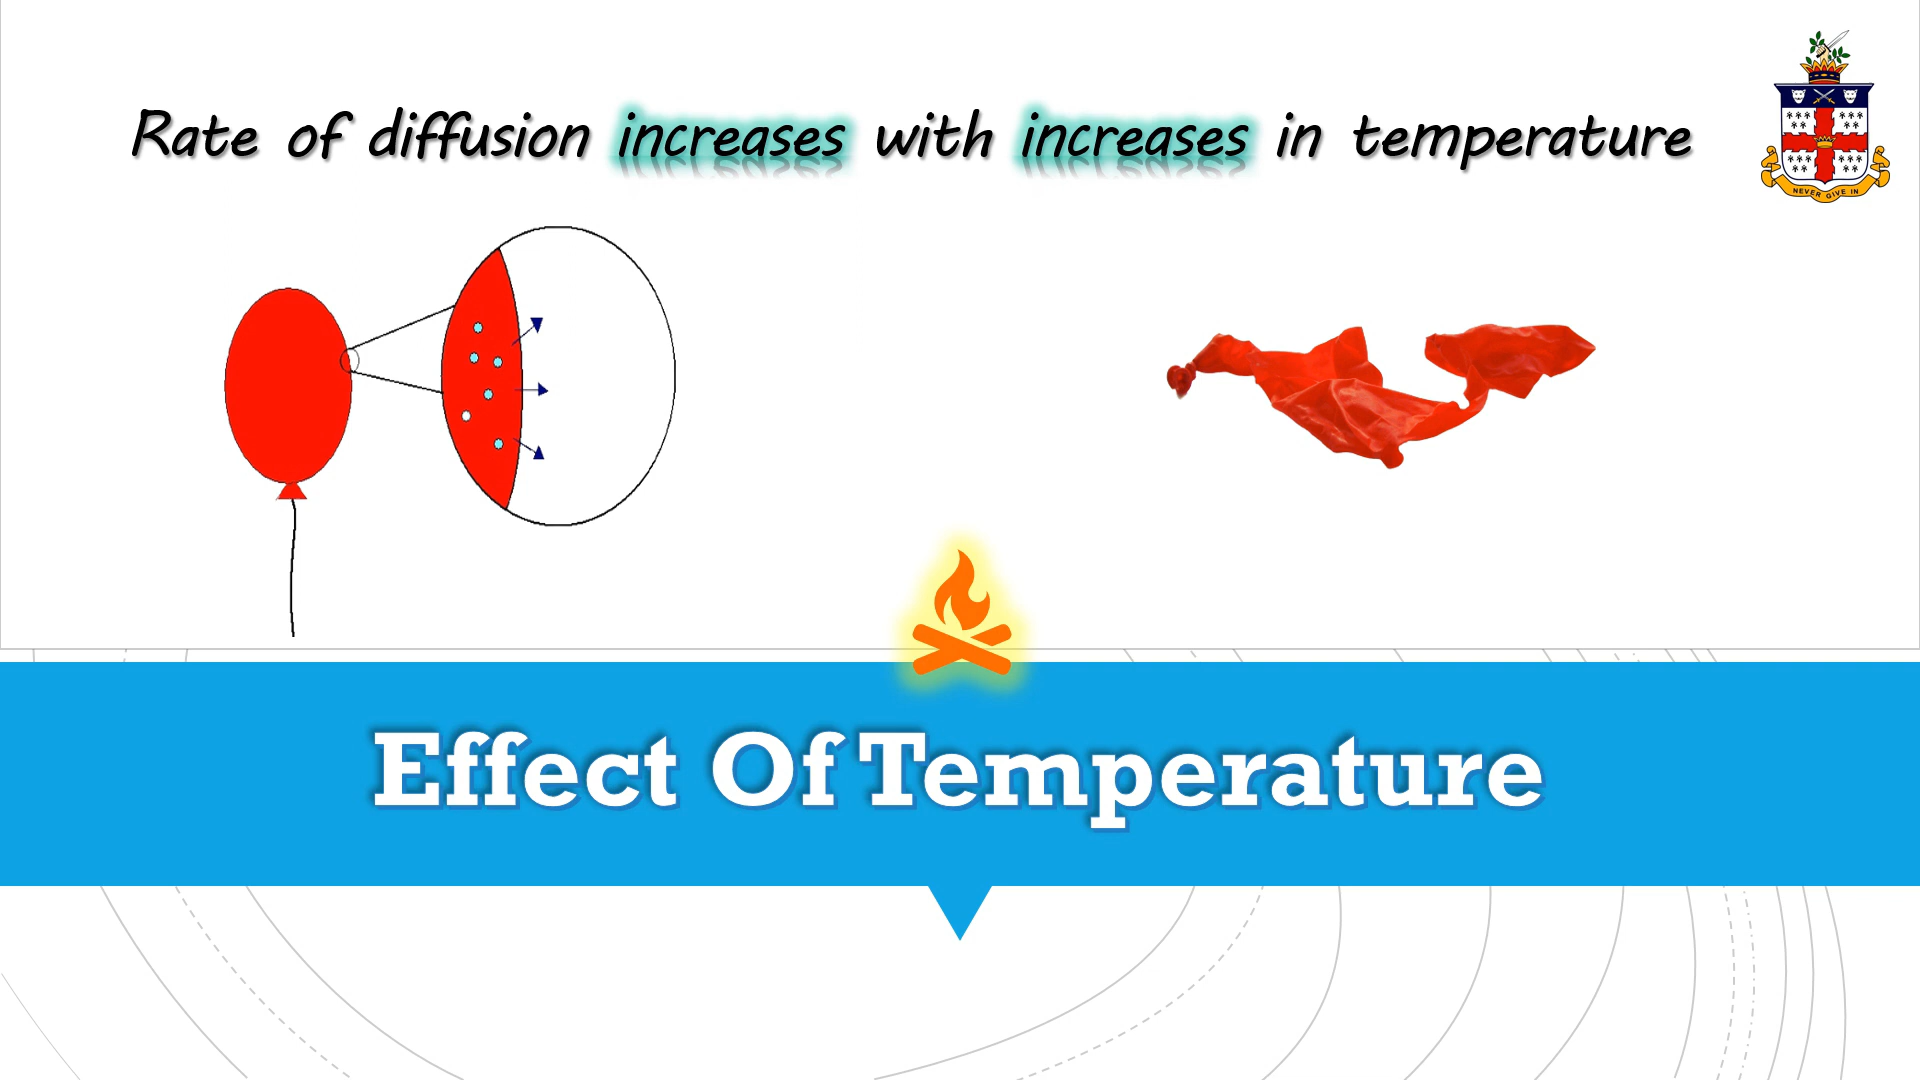 Rate of diffusion increases with increases in temperature
NEVER GIVE IN
Effect Of Temperature